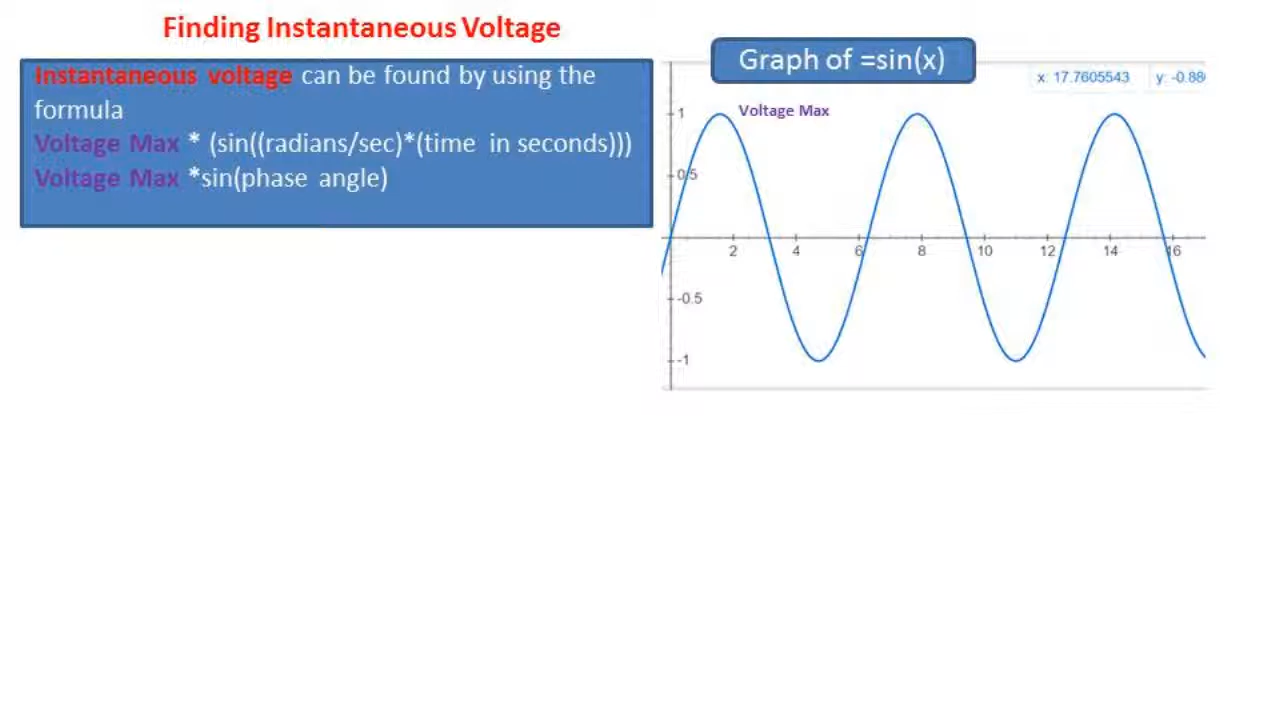 Finding Instantaneous Voltage
Instantaneous voltage can be found by using the
formula
Voltage Max * (sin((radians/sec)*(time in seconds)))
Voltage Max *sin(phase angle)
Graph of =sin(x)
x: 17.7605543 y: -0.88
Voltage Max
1
0.5
2 4 6 8 10 12 14 16
-0.5
-1